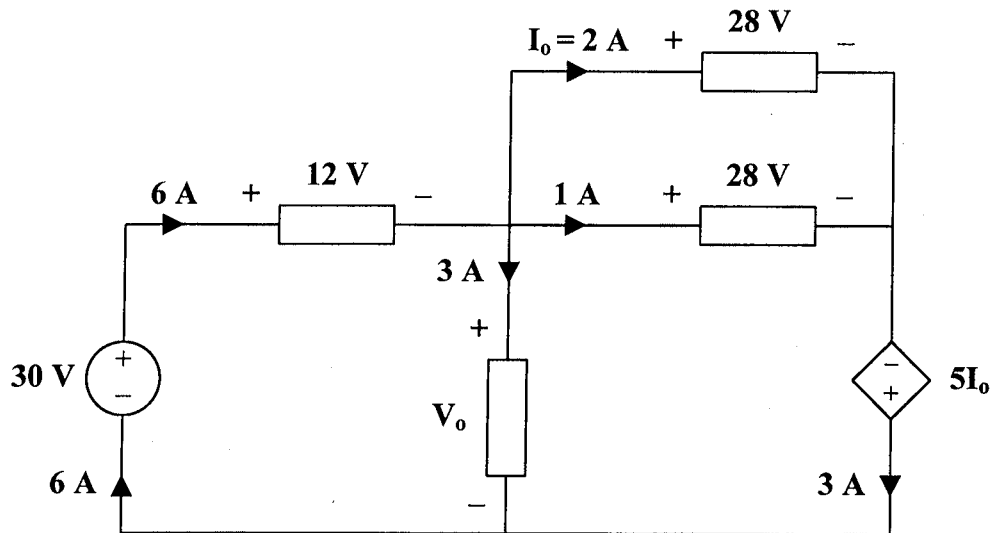 28 V
I₀ = 2 A + −
12 V 28 V
6 A + − 1 A + −
3 A
+
30 V + − V₀ − + 5I₀
6 A − 3 A